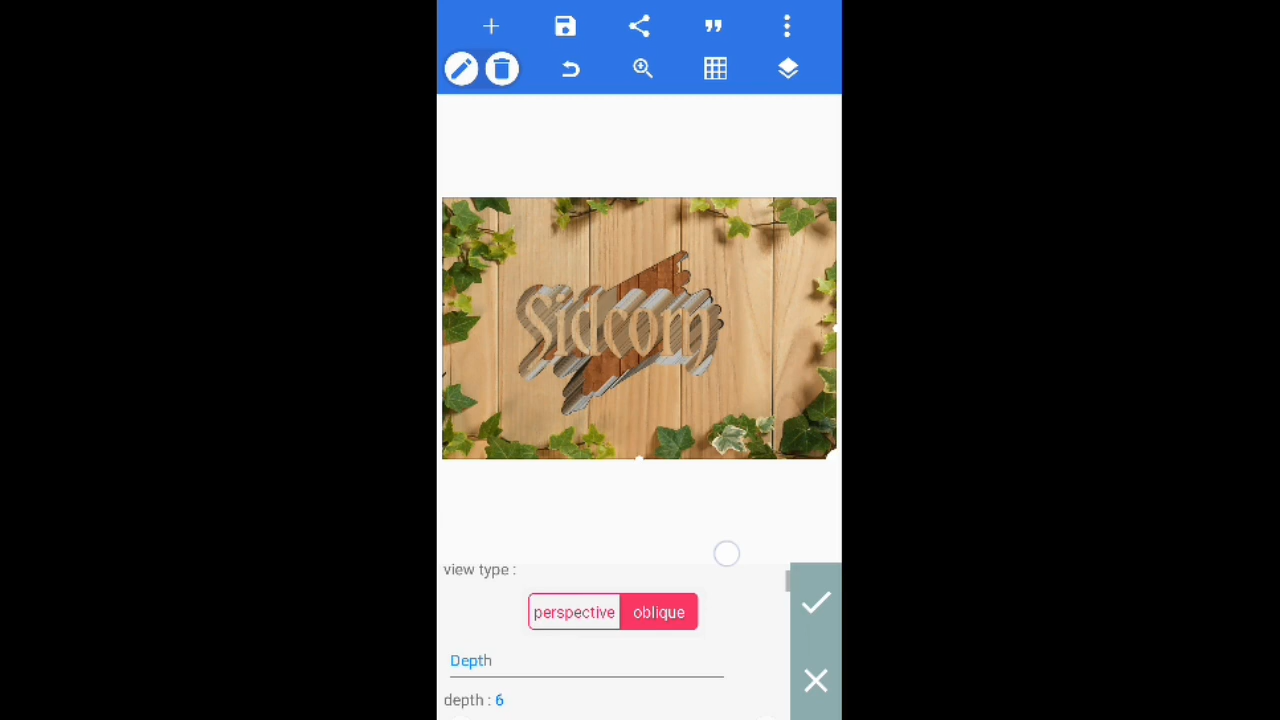 Sidcom
view type :
perspective oblique
Depth
depth : 6